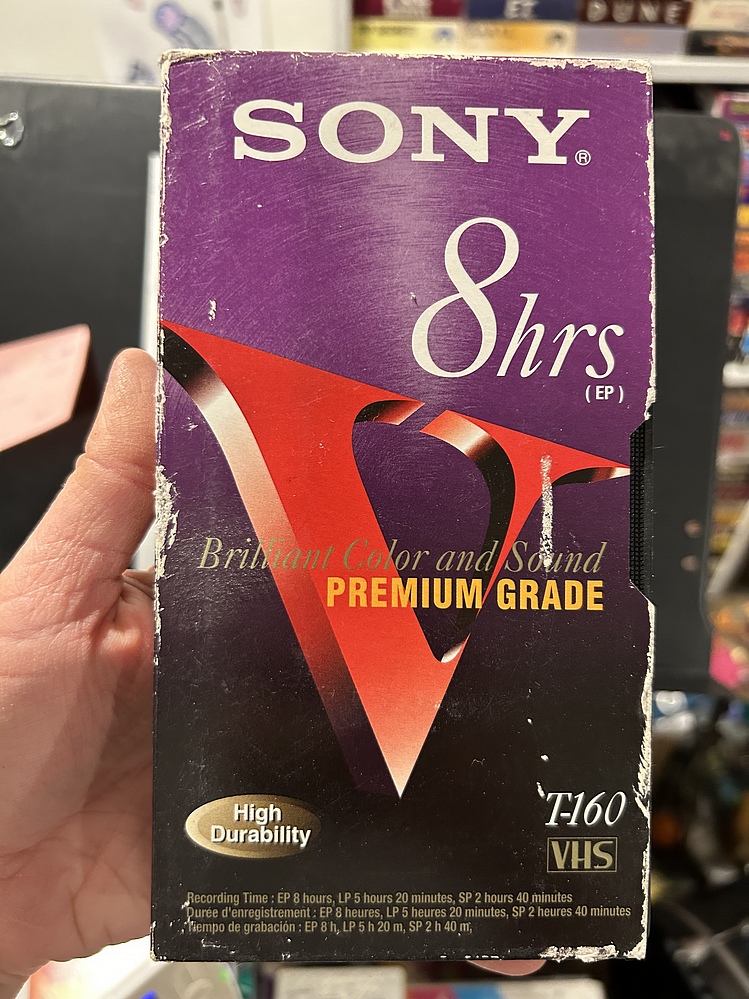 DUNE
SONY®
8hrs
(EP)
Brilliant Color and Sound
PREMIUM GRADE
High
Durability
T-160
VHS
Recording Time : EP 8 hours, LP 5 hours 20 minutes, SP 2 hours 40 minutes
Durée d'enregistrement : EP 8 heures, LP 5 heures 20 minutes, SP 2 heures 40 minutes
Tiempo de grabación : EP 8 h, LP 5 h 20 m, SP 2 h 40 m,